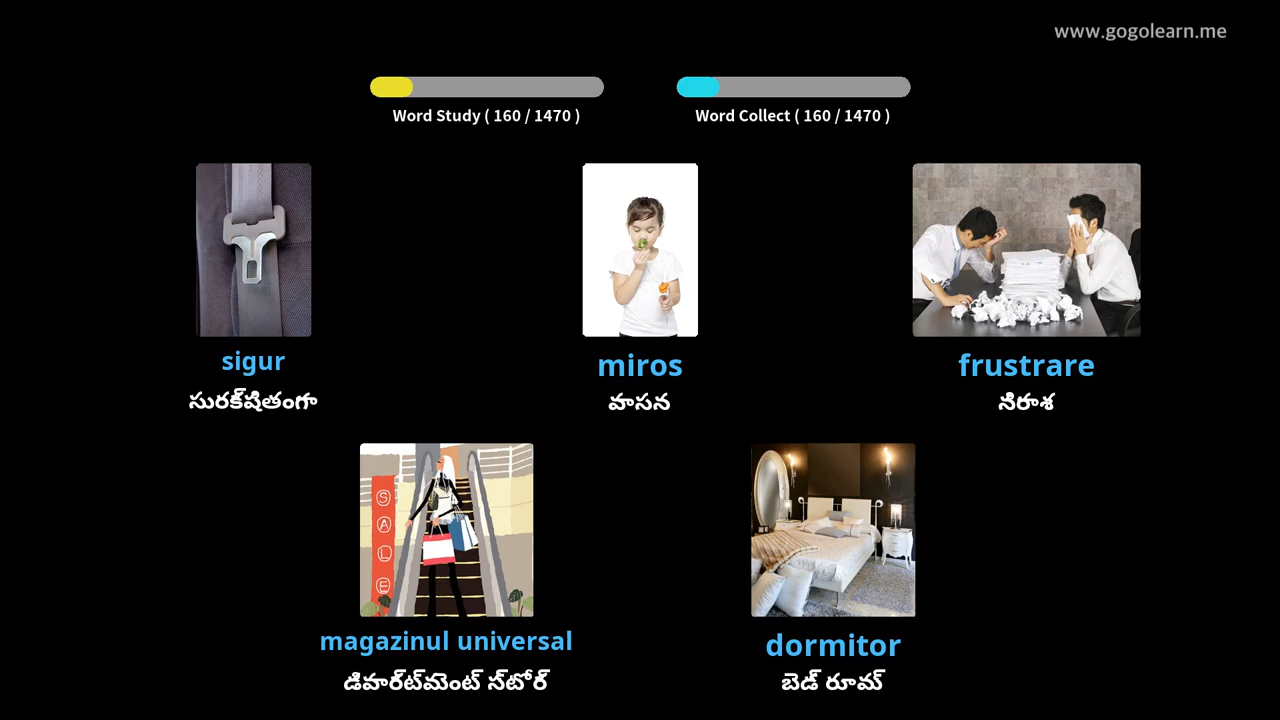 www.gogolearn.me
Word Study ( 160 / 1470 )
Word Collect ( 160 / 1470 )
sigur
సురక్షితంగా
miros
వాసన
frustrare
నిరాశ
SALE
magazinul universal
డిపార్ట్‌మెంట్ స్టోర్
dormitor
బెడ్ రూమ్